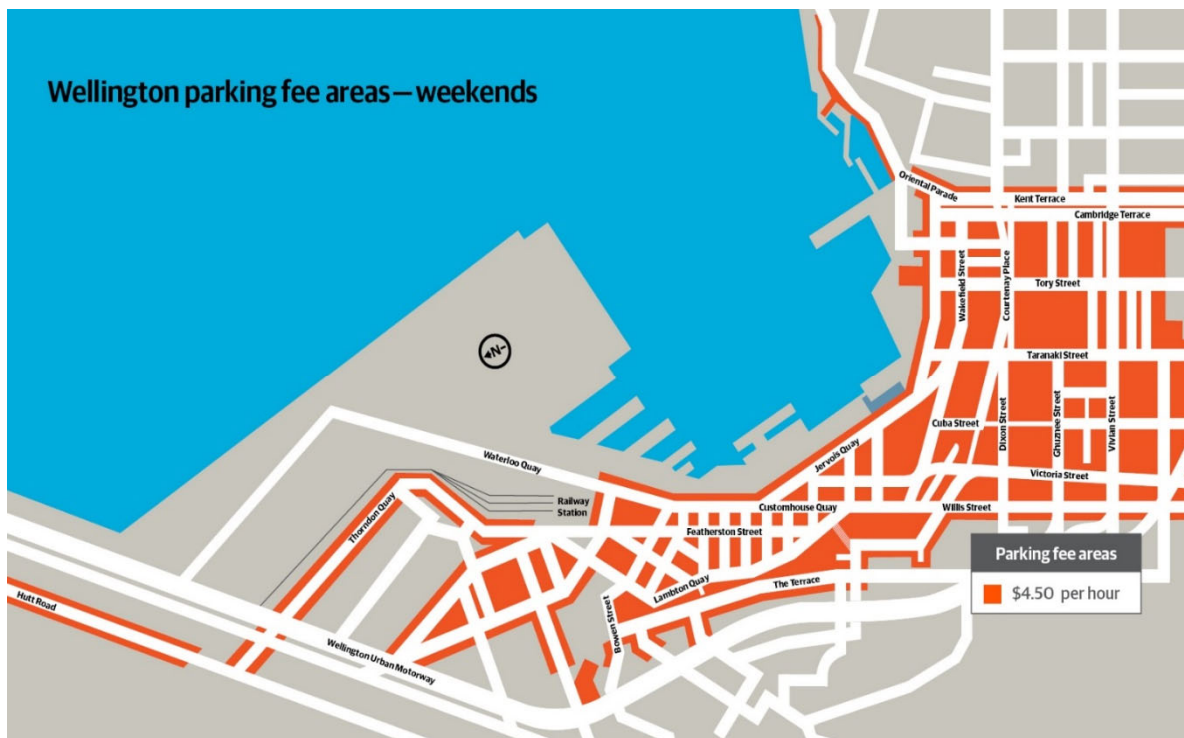 Wellington parking fee areas – weekends
Oriental Parade
Kent Terrace
Cambridge Terrace
Wakefield Street
Courtenay Place
Tory Street
Taranaki Street
N
Cuba Street
Dixon Street
Ghuznee Street
Vivian Street
Jervois Quay
Waterloo Quay
Victoria Street
Railway
Station
Thorndon Quay
Customhouse Quay
Willis Street
Featherston Street
Lambton Quay
The Terrace
Bowen Street
Hutt Road
Wellington Urban Motorway
Parking fee areas
$4.50 per hour